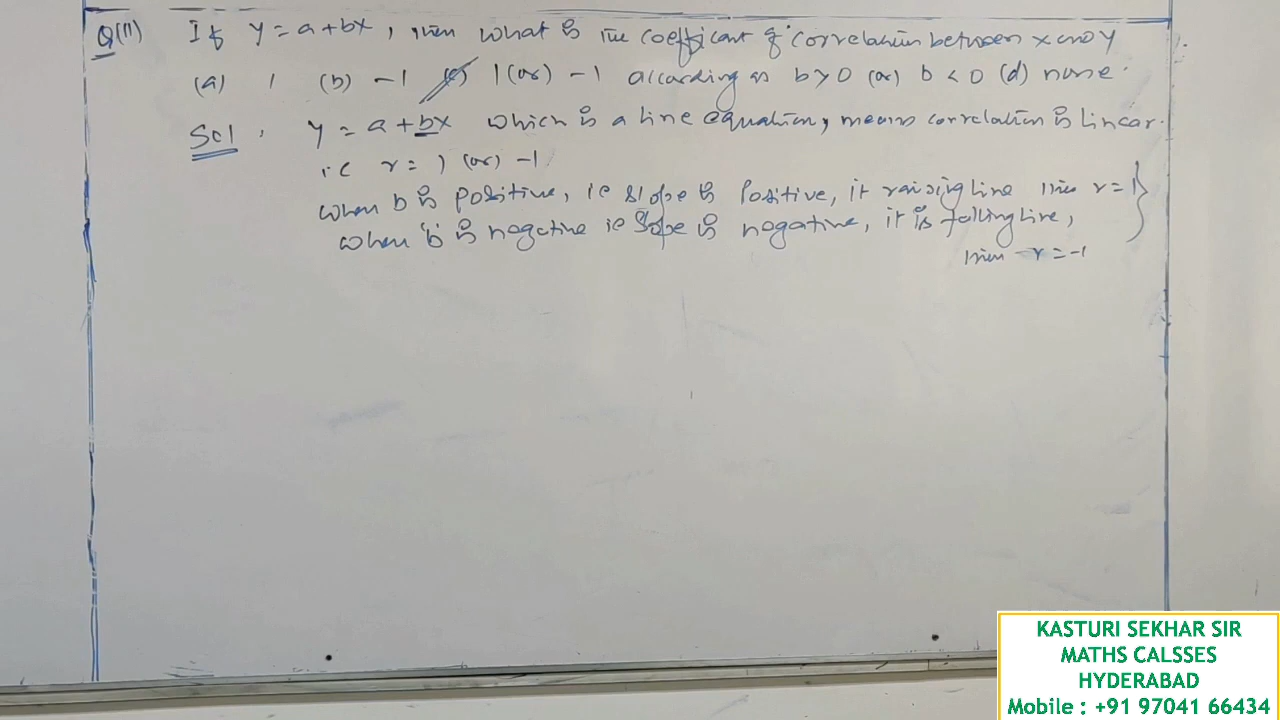 Q(11) If y = a + bx, then what is the coefficient of correlation between x and y
(a) 1 (b) -1 (c) 1 (or) -1 according as b > 0 (or) b < 0 (d) none.
Sol. y = a + bx which is a line equation, means correlation is linear.
i.e r = 1 (or) -1
when b is positive, ie slope is positive, it raising line then r = 1
when 'b' is negative ie slope is negative, it is falling line,
then r = -1
KASTURI SEKHAR SIR
MATHS CALSSES
HYDERABAD
Mobile : +91 97041 66434